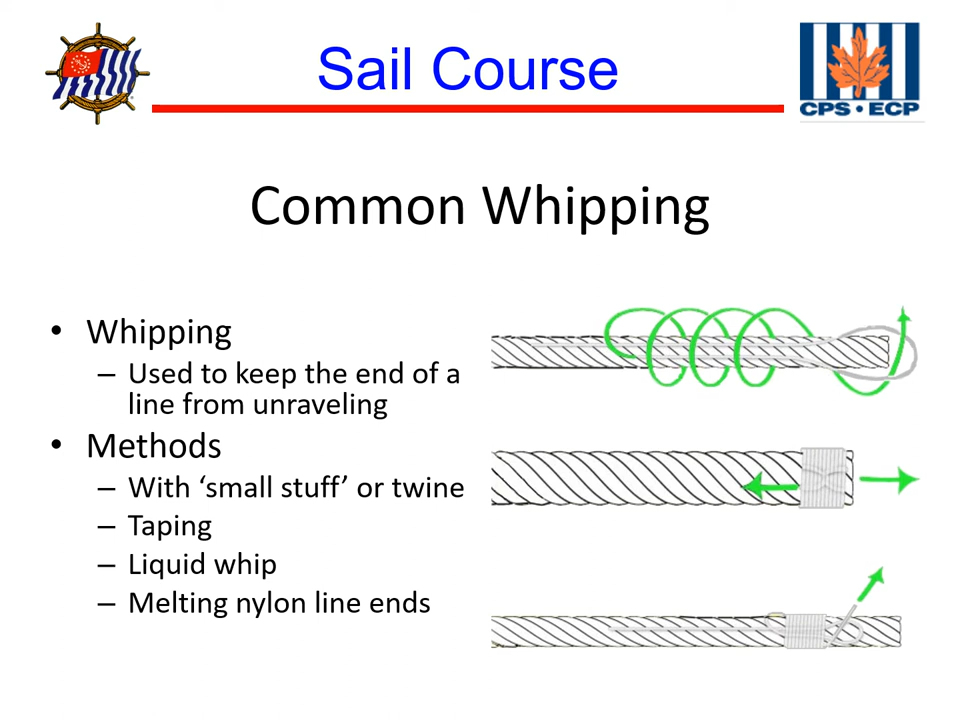 Sail Course
CPS • ECP
Common Whipping
• Whipping
– Used to keep the end of a
line from unraveling
• Methods
– With ‘small stuff’ or twine
– Taping
– Liquid whip
– Melting nylon line ends